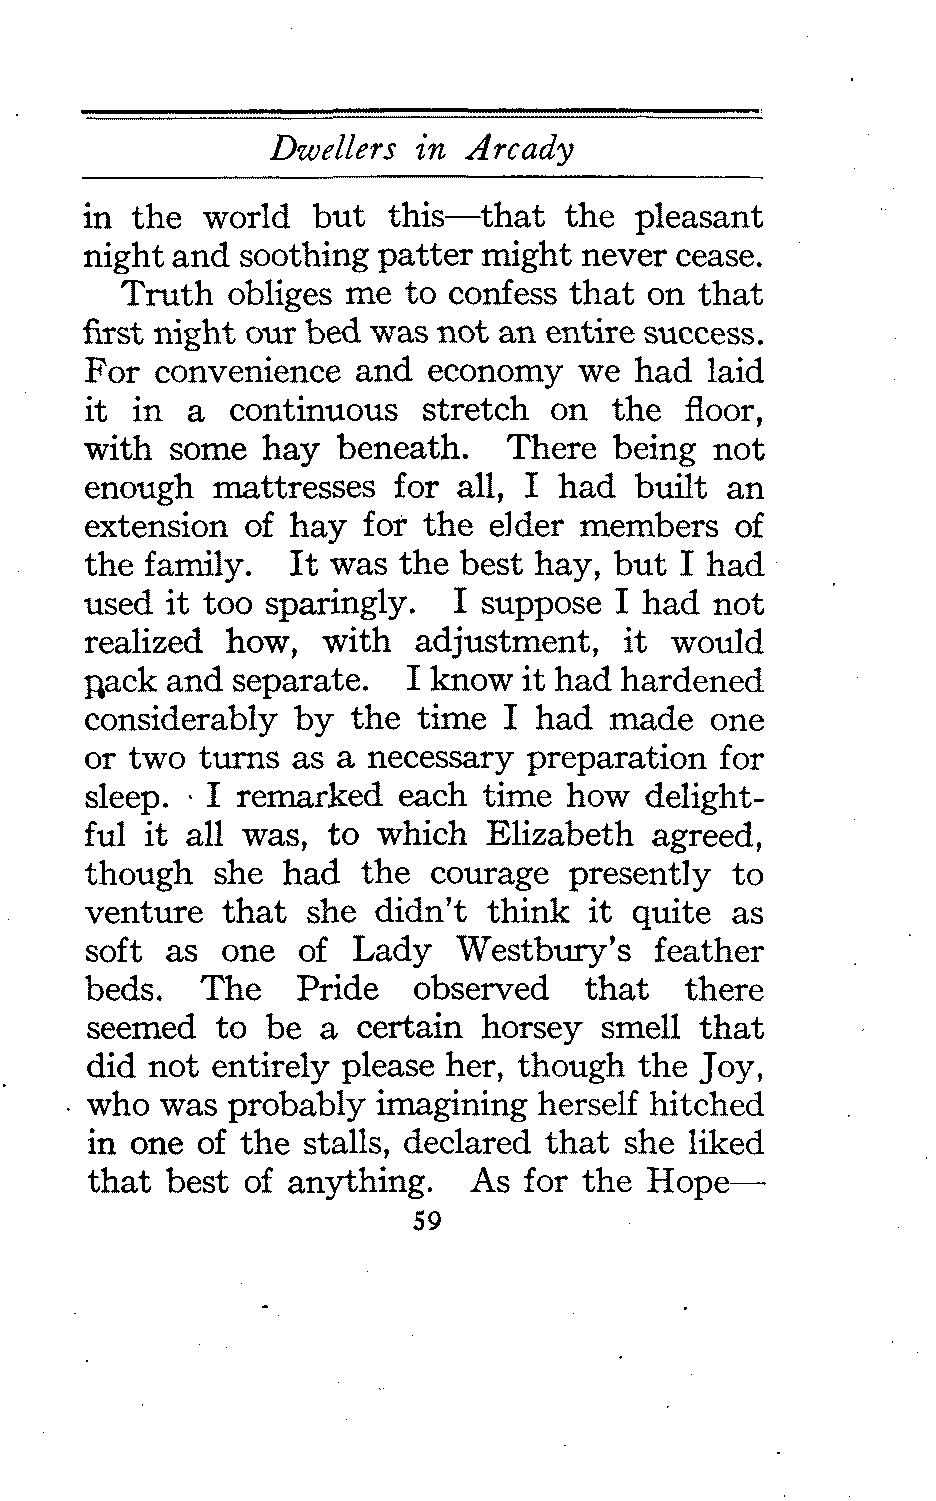 Dwellers in Arcady
in the world but this—that the pleasant
night and soothing patter might never cease.
Truth obliges me to confess that on that
first night our bed was not an entire success.
For convenience and economy we had laid
it in a continuous stretch on the floor,
with some hay beneath. There being not
enough mattresses for all, I had built an
extension of hay for the elder members of
the family. It was the best hay, but I had
used it too sparingly. I suppose I had not
realized how, with adjustment, it would
pack and separate. I know it had hardened
considerably by the time I had made one
or two turns as a necessary preparation for
sleep. I remarked each time how delight-
ful it all was, to which Elizabeth agreed,
though she had the courage presently to
venture that she didn't think it quite as
soft as one of Lady Westbury's feather
beds. The Pride observed that there
seemed to be a certain horsey smell that
did not entirely please her, though the Joy,
who was probably imagining herself hitched
in one of the stalls, declared that she liked
that best of anything. As for the Hope—
59